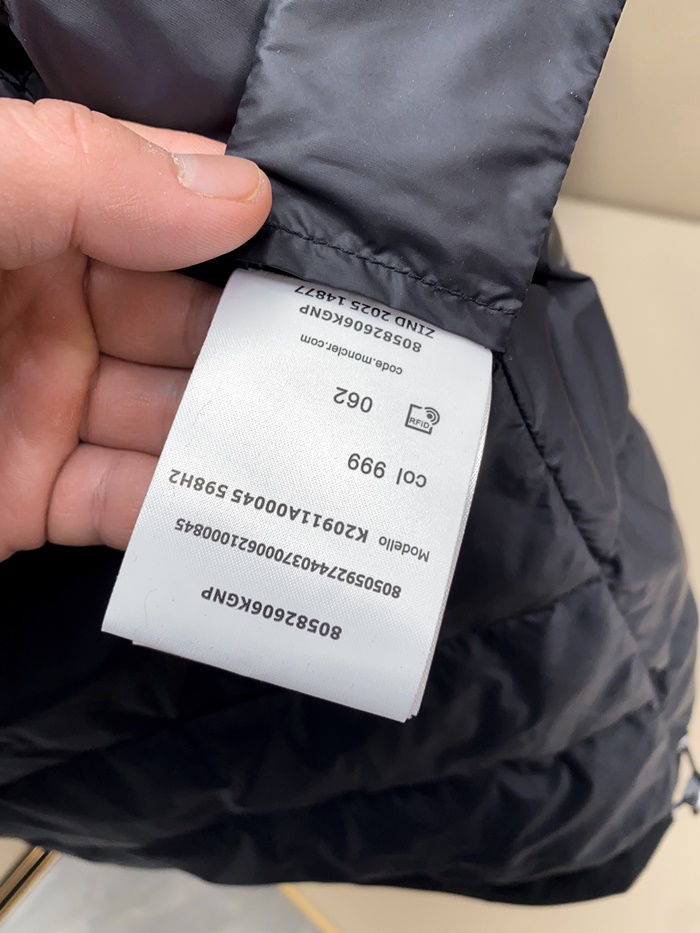 80582606KGNP
8050592744037000621000845
Modello K20911A00045 598H2
col 999
RFID 062
code.moncler.com
80582606KGNP
ZIND 2025 14877